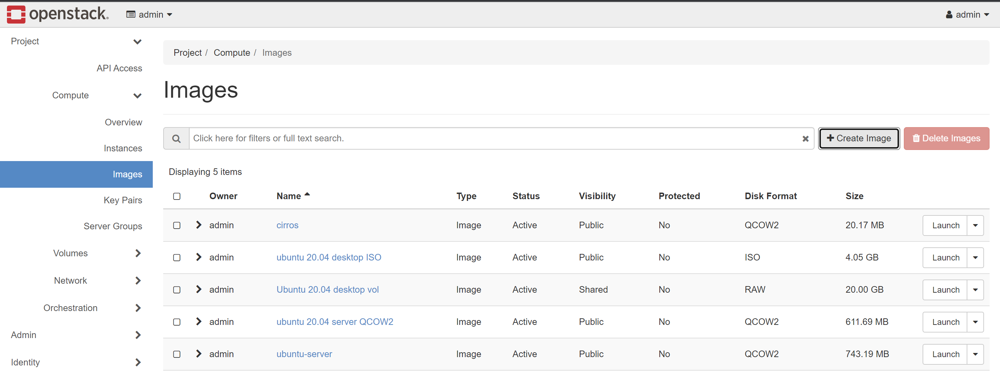 openstack. admin admin
Project
API Access
Compute
Overview
Instances
Images
Key Pairs
Server Groups
Volumes
Network
Orchestration
Admin
Identity
Project / Compute / Images
Images
Click here for filters or full text search. Create Image Delete Images
Displaying 5 items
Owner Name Type Status Visibility Protected Disk Format Size
admin cirros Image Active Public No QCOW2 20.17 MB Launch
admin ubuntu 20.04 desktop ISO Image Active Public No ISO 4.05 GB Launch
admin Ubuntu 20.04 desktop vol Image Active Shared No RAW 20.00 GB Launch
admin ubuntu 20.04 server QCOW2 Image Active Public No QCOW2 611.69 MB Launch
admin ubuntu-server Image Active Public No QCOW2 743.19 MB Launch